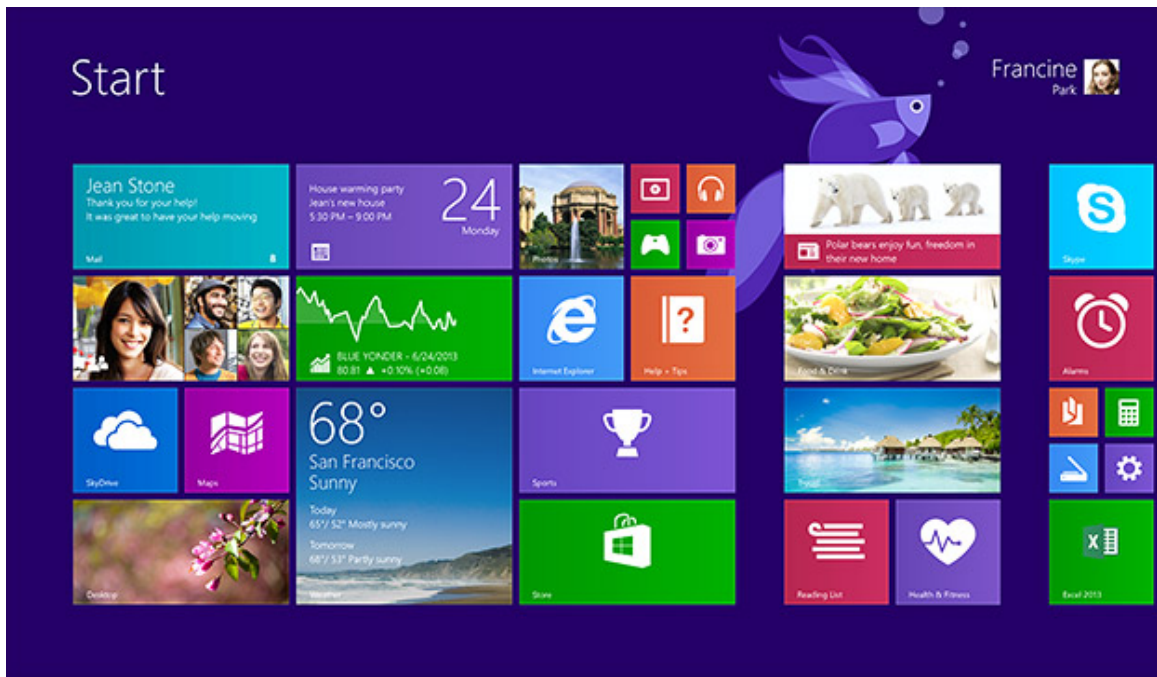 Start
Francine
Park
Jean Stone
Thank you for your help!
It was great to have your help moving
Mail
8
House warming party
Jean's new house
5:30 PM – 9:00 PM
24
Monday
Photos
Polar bears enjoy fun, freedom in
their new home
S
Skype
BLUE YONDER - 6/24/2013
80.81 ▲ +0.10% (+0.08)
Internet Explorer
?
Help + Tips
Food & Drink
Alarms
SkyDrive
Maps
68°
San Francisco
Sunny
Today
65°/ 52° Mostly sunny
Tomorrow
68°/ 53° Partly sunny
Weather
Sports
Travel
Desktop
Store
Reading List
Health & Fitness
X
Excel 2013